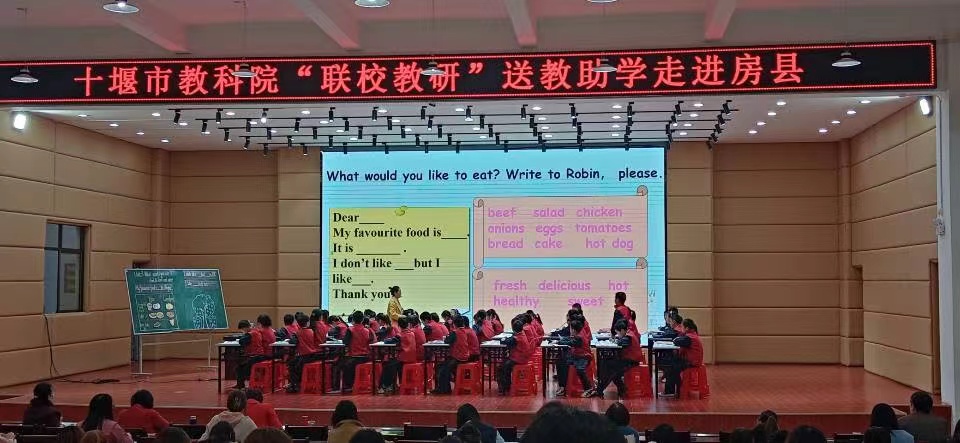 十堰市教科院“联校教研”送教助学走进房县
What would you like to eat? Write to Robin, please.
Dear____
My favourite food is____.
It is _______ .
I don't like ___but I
like___.
Thank you
beef salad chicken
onions eggs tomatoes
bread cake hot dog
fresh delicious hot
healthy sweet